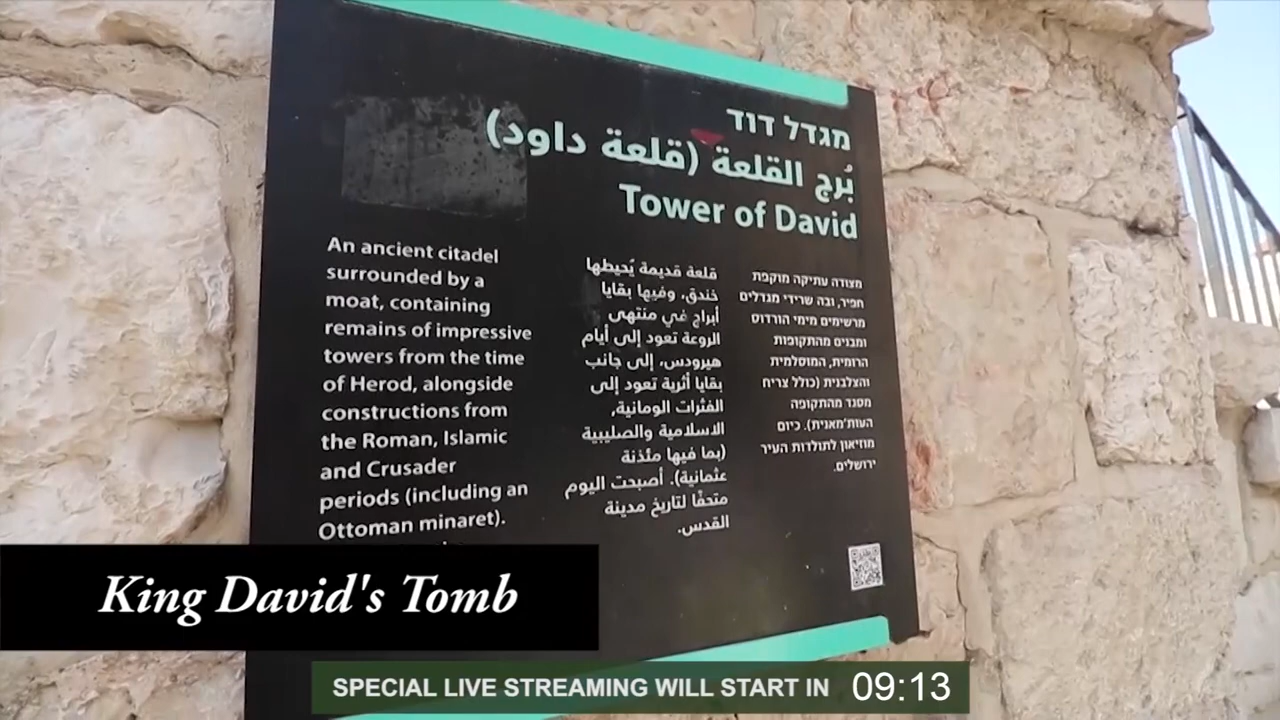 מגדל דוד
بُرج القلعة (قلعة داود)
Tower of David
An ancient citadel
surrounded by a
moat, containing
remains of impressive
towers from the time
of Herod, alongside
constructions from
the Roman, Islamic
and Crusader
periods (including an
Ottoman minaret).
قلعة قديمة يُحيطها
خندق، وفيها بقايا
أبراج في منتهى
الروعة تعود إلى أيام
هيرودس، إلى جانب
بقايا أثرية تعود إلى
الفترات الومانية،
الاسلامية والصليبية
(بما فيها مئذنة
عثمانية). أصبحت اليوم
متحفًا لتاريخ مدينة
القدس.
מצודה עתיקה מוקפת
חפיר, ובה שרידי מגדלים
מרשימים מימי הורדוס
ומבנים מהתקופות
הרומית, המוסלמית
והצלבנית (כולל צריח
מסגד מהתקופה
העות'מאנית). כיום
מוזיאון לתולדות העיר
ירושלים.
King David's Tomb
SPECIAL LIVE STREAMING WILL START IN 09:13